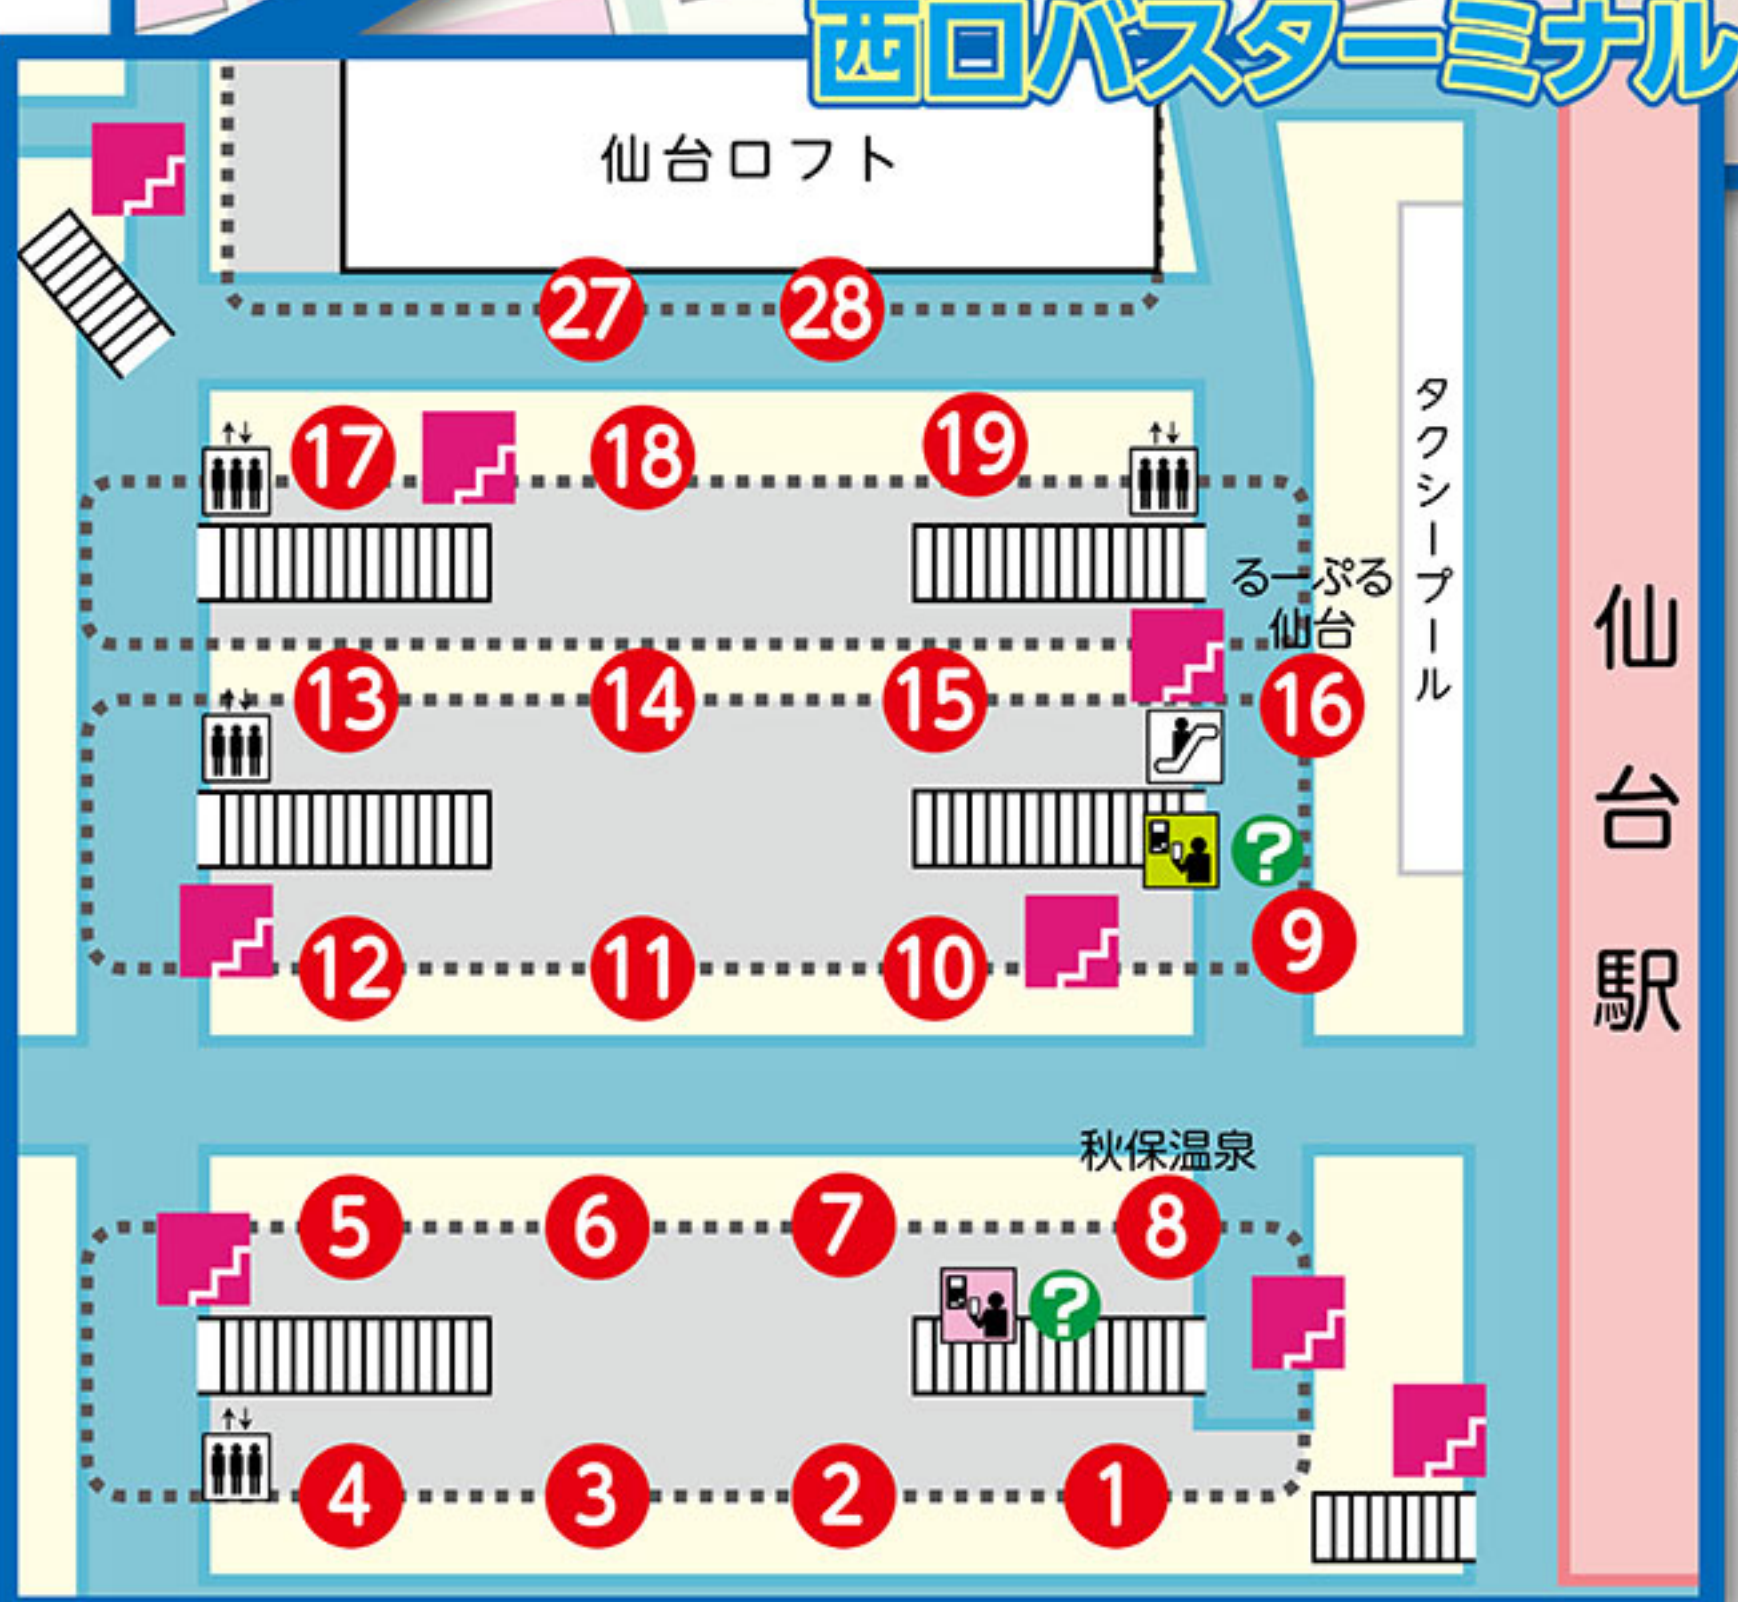 西口バスターミナル
仙台ロフト
27 28
17 18 19
タクシープール
るーぷる
仙台
13 14 15 16
仙台駅
?
12 11 10 9
秋保温泉
5 6 7 8
?
4 3 2 1